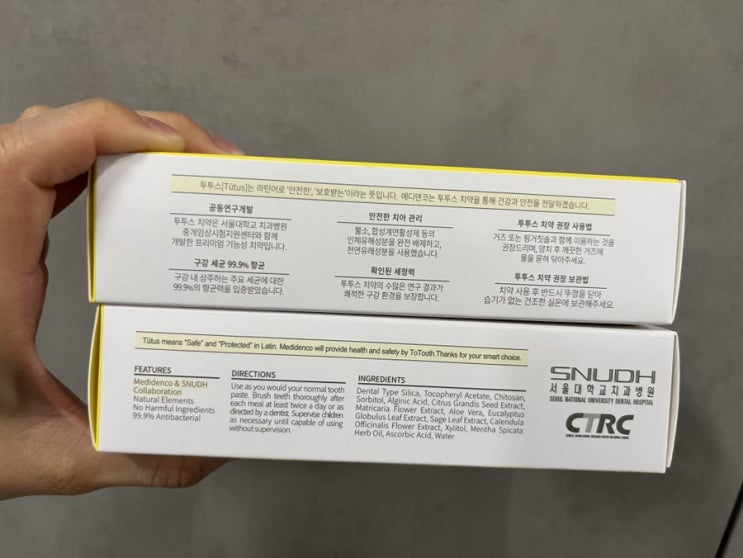 투투스[Tūtus]는 라틴어로 '안전한', '보호받는'이라는 뜻입니다. 메디덴코는 투투스 치약을 통해 건강과 안전을 전달하겠습니다.
공동연구개발
투투스 치약은 서울대학교 치과병원
중개임상시험지원센터와 함께
개발한 프리미엄 기능성 치약입니다.
구강 세균 99.9% 항균
구강 내 상주하는 주요 세균에 대한
99.9%의 항균력을 입증받았습니다.
안전한 치아 관리
불소, 합성계면활성제 등의
인체유해성분을 완전 배제하고,
천연유래성분을 사용했습니다.
확인된 세정력
투투스 치약의 수많은 연구 결과가
쾌적한 구강 환경을 보장합니다.
투투스 치약 권장 사용법
거즈 또는 핑거칫솔과 함께 이용하는 것을
권장드리며, 양치 후 깨끗한 거즈에
물을 묻혀 닦아주세요.
투투스 치약 권장 보관법
치약 사용 후 반드시 뚜껑을 닫아
습기가 없는 건조한 실온에 보관해주세요.
Tūtus means "Safe" and "Protected" in Latin. Medidenco will provide health and safety by ToTooth.Thanks for your smart choice.
FEATURES
Medidenco & SNUDH
Collaboration
Natural Elements
No Harmful Ingredients
99.9% Antibacterial
DIRECTIONS
Use as you would your normal tooth
paste. Brush teeth thoroughly after
each meal at least twice a day or as
directed by a dentist. Supervise children
as necessary until capable of using
without supervision.
INGREDIENTS
Dental Type Silica, Tocopheryl Acetate, Chitosan,
Sorbitol, Alginic Acid, Citrus Grandis Seed Extract,
Matricaria Flower Extract, Aloe Vera, Eucalyptus
Globulus Leaf Extract, Sage Leaf Extract, Calendula
Officinalis Flower Extract, Xylitol, Mentha Spicata
Herb Oil, Ascorbic Acid, Water
SNUDH
서울대학교치과병원
SEOUL NATIONAL UNIVERSITY DENTAL HOSPITAL
CTRC